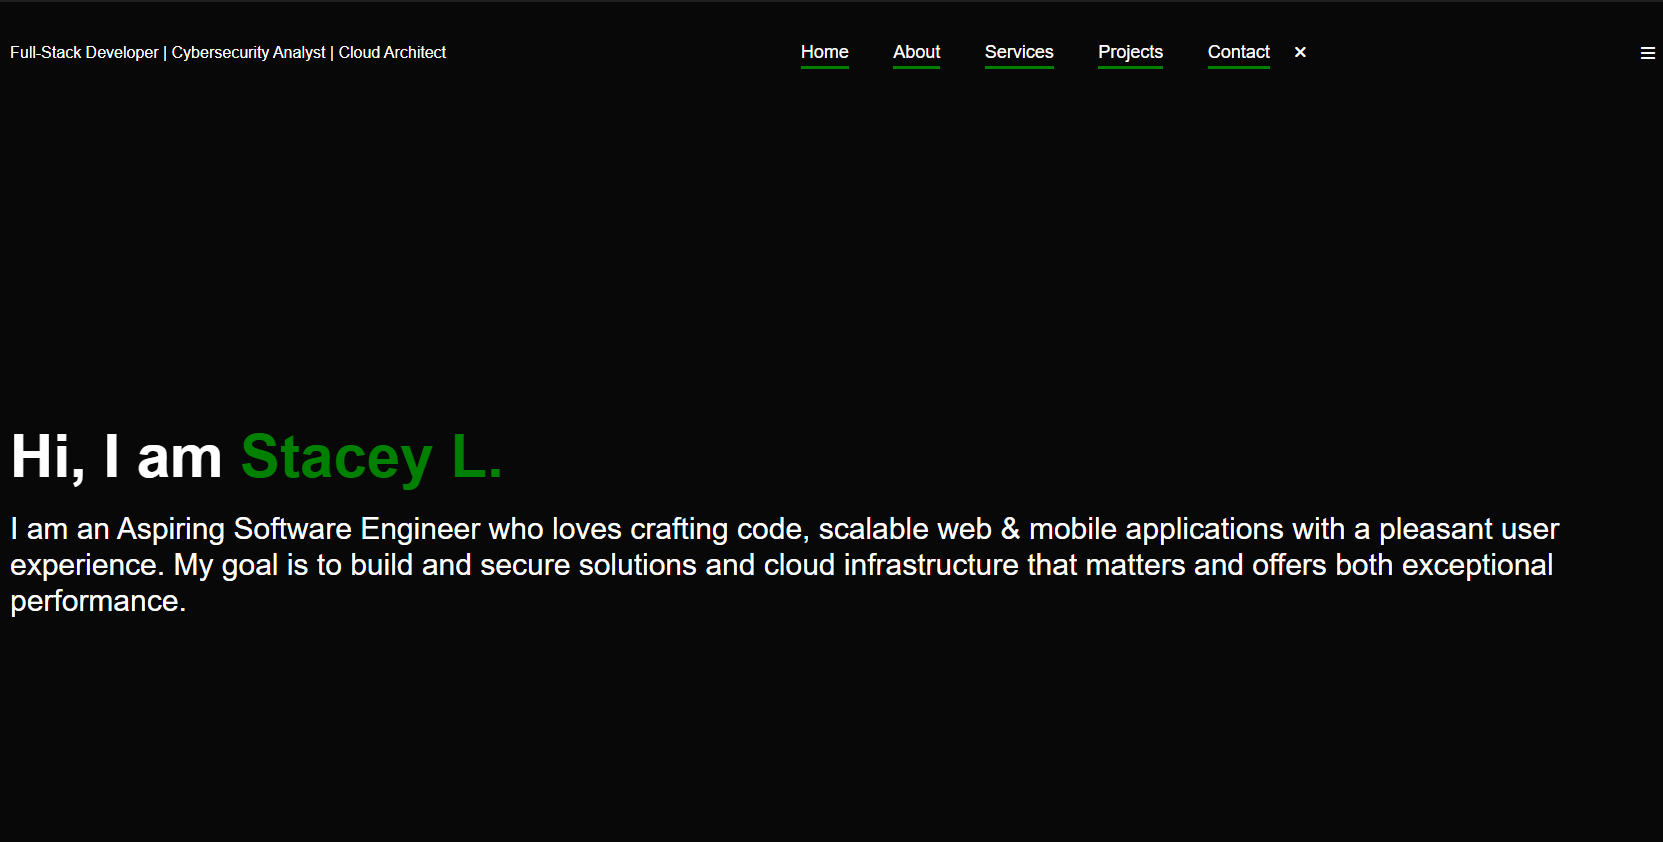 Full-Stack Developer | Cybersecurity Analyst | Cloud Architect
Home About Services Projects Contact
Hi, I am Stacey L.
I am an Aspiring Software Engineer who loves crafting code, scalable web & mobile applications with a pleasant user
experience. My goal is to build and secure solutions and cloud infrastructure that matters and offers both exceptional
performance.